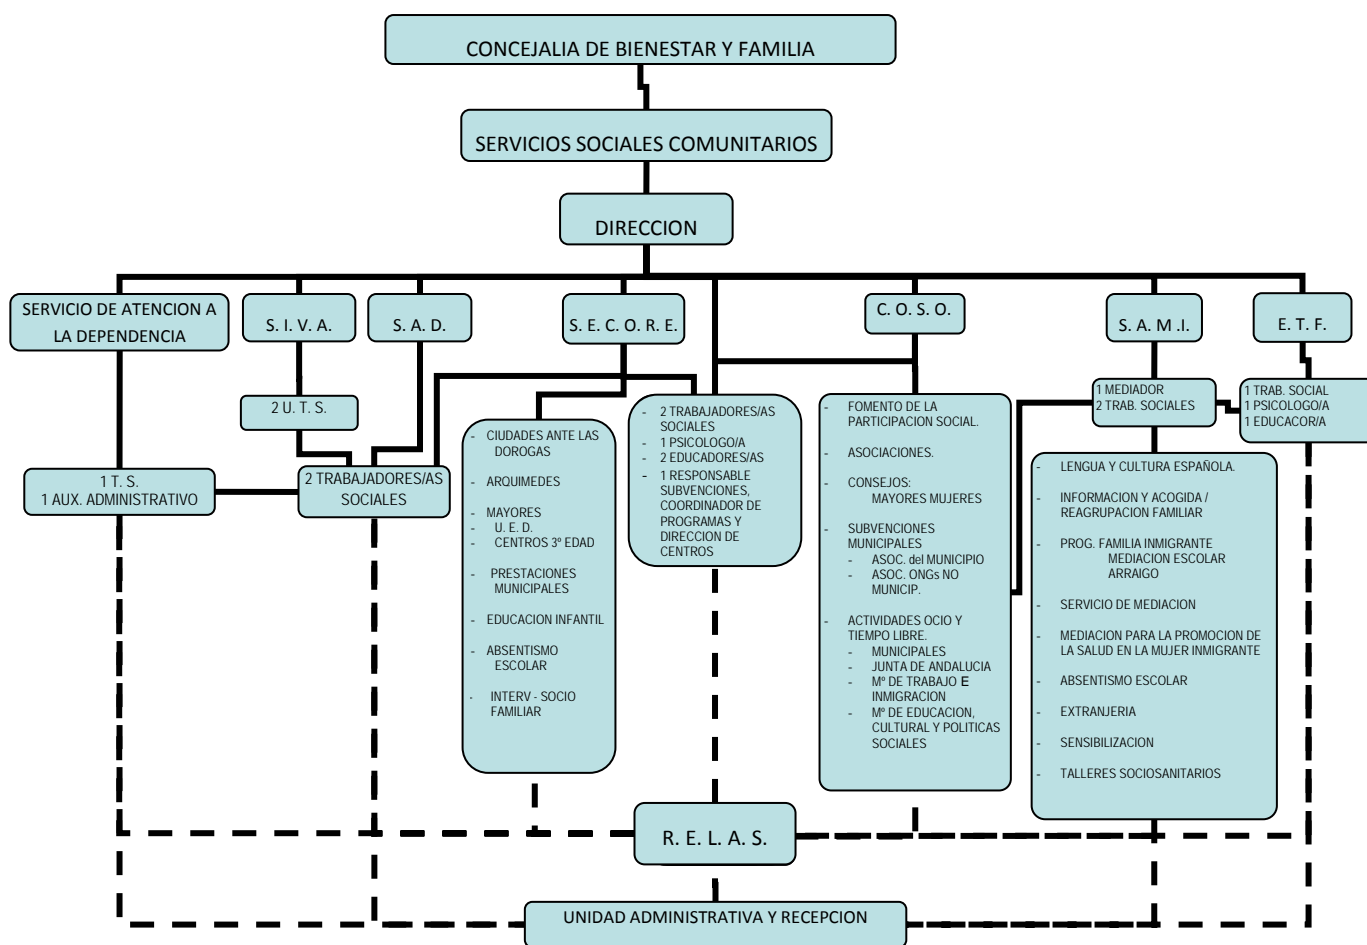 CONCEJALIA DE BIENESTAR Y FAMILIA
SERVICIOS SOCIALES COMUNITARIOS
DIRECCION
SERVICIO DE ATENCION A
LA DEPENDENCIA
S. I. V. A.
S. A. D.
S. E. C. O. R. E.
C. O. S. O.
S. A. M .I.
E. T. F.
2 U. T. S.
1 T. S.
1 AUX. ADMINISTRATIVO
2 TRABAJADORES/AS
SOCIALES
- CIUDADES ANTE LAS
DOROGAS
- ARQUIMEDES
- MAYORES
- U. E. D.
- CENTROS 3º EDAD
- PRESTACIONES
MUNICIPALES
- EDUCACION INFANTIL
- ABSENTISMO
ESCOLAR
- INTERV - SOCIO
FAMILIAR
- 2 TRABAJADORES/AS
SOCIALES
- 1 PSICOLOGO/A
- 2 EDUCADORES/AS
- 1 RESPONSABLE
SUBVENCIONES,
COORDINADOR DE
PROGRAMAS Y
DIRECCION DE
CENTROS
- FOMENTO DE LA
PARTICIPACION SOCIAL.
- ASOCIACIONES.
- CONSEJOS:
MAYORES MUJERES
- SUBVENCIONES
MUNICIPALES
- ASOC. del MUNICIPIO
- ASOC. ONGs NO
MUNICIP.
- ACTIVIDADES OCIO Y
TIEMPO LIBRE.
- MUNICIPALES
- JUNTA DE ANDALUCIA
- Mº DE TRABAJO E
INMIGRACION
- Mº DE EDUCACION,
CULTURAL Y POLITICAS
SOCIALES
1 MEDIADOR
2 TRAB. SOCIALES
1 TRAB. SOCIAL
1 PSICOLOGO/A
1 EDUCACOR/A
- LENGUA Y CULTURA ESPAÑOLA.
- INFORMACION Y ACOGIDA /
REAGRUPACION FAMILIAR
- PROG. FAMILIA INMIGRANTE
MEDIACION ESCOLAR
ARRAIGO
- SERVICIO DE MEDIACION
- MEDIACION PARA LA PROMOCION DE
LA SALUD EN LA MUJER INMIGRANTE
- ABSENTISMO ESCOLAR
- EXTRANJERIA
- SENSIBILIZACION
- TALLERES SOCIOSANITARIOS
R. E. L. A. S.
UNIDAD ADMINISTRATIVA Y RECEPCION